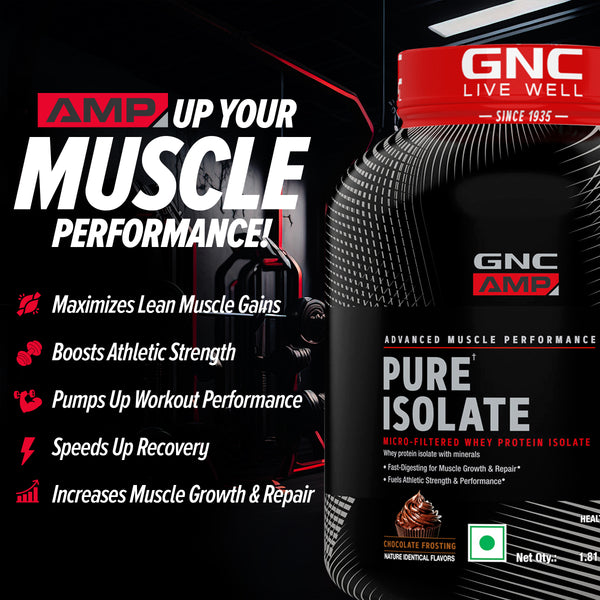 AMP UP YOUR
MUSCLE
PERFORMANCE!
Maximizes Lean Muscle Gains
Boosts Athletic Strength
Pumps Up Workout Performance
Speeds Up Recovery
Increases Muscle Growth & Repair
GNC
LIVE WELL
— SINCE 1935 —
GNC
AMP
ADVANCED MUSCLE PERFORMANCE
PURE†
ISOLATE
MICRO-FILTERED WHEY PROTEIN ISOLATE
Whey protein isolate with minerals
• Fast-Digesting for Muscle Growth & Repair*
• Fuels Athletic Strength & Performance*
CHOCOLATE FROSTING
NATURE IDENTICAL FLAVORS
Net Qty.: 1.81